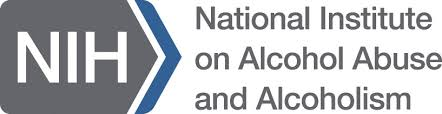 NIH
National Institute
on Alcohol Abuse
and Alcoholism